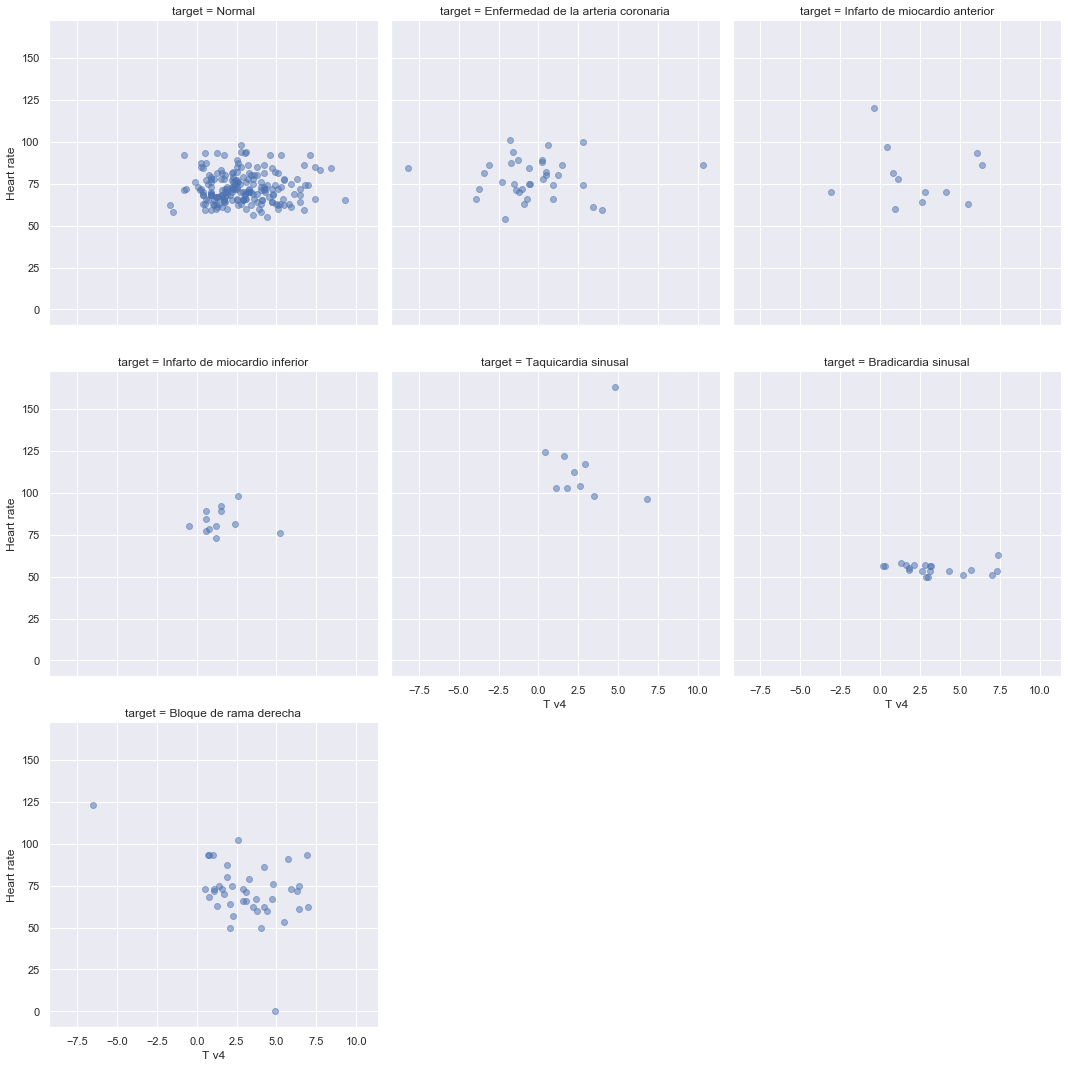 target = Normal
target = Enfermedad de la arteria coronaria
target = Infarto de miocardio anterior
150
125
100
75
50
25
0
Heart rate
target = Infarto de miocardio inferior
target = Taquicardia sinusal
target = Bradicardia sinusal
150
125
100
75
50
25
0
Heart rate
−7.5 −5.0 −2.5 0.0 2.5 5.0 7.5 10.0
T v4
−7.5 −5.0 −2.5 0.0 2.5 5.0 7.5 10.0
T v4
target = Bloque de rama derecha
150
125
100
75
50
25
0
Heart rate
−7.5 −5.0 −2.5 0.0 2.5 5.0 7.5 10.0
T v4